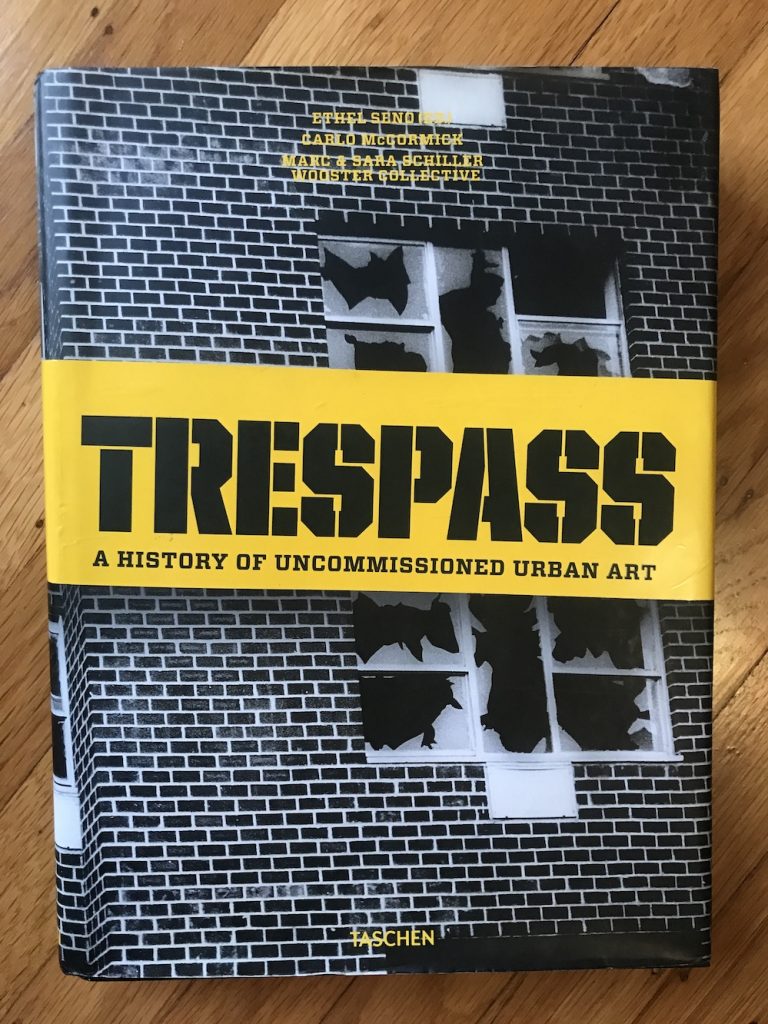 ETHEL SENO (ED.)
CARLO McCORMICK
MARC & SARA SCHILLER
WOOSTER COLLECTIVE
TRESPASS
A HISTORY OF UNCOMMISSIONED URBAN ART
TASCHEN